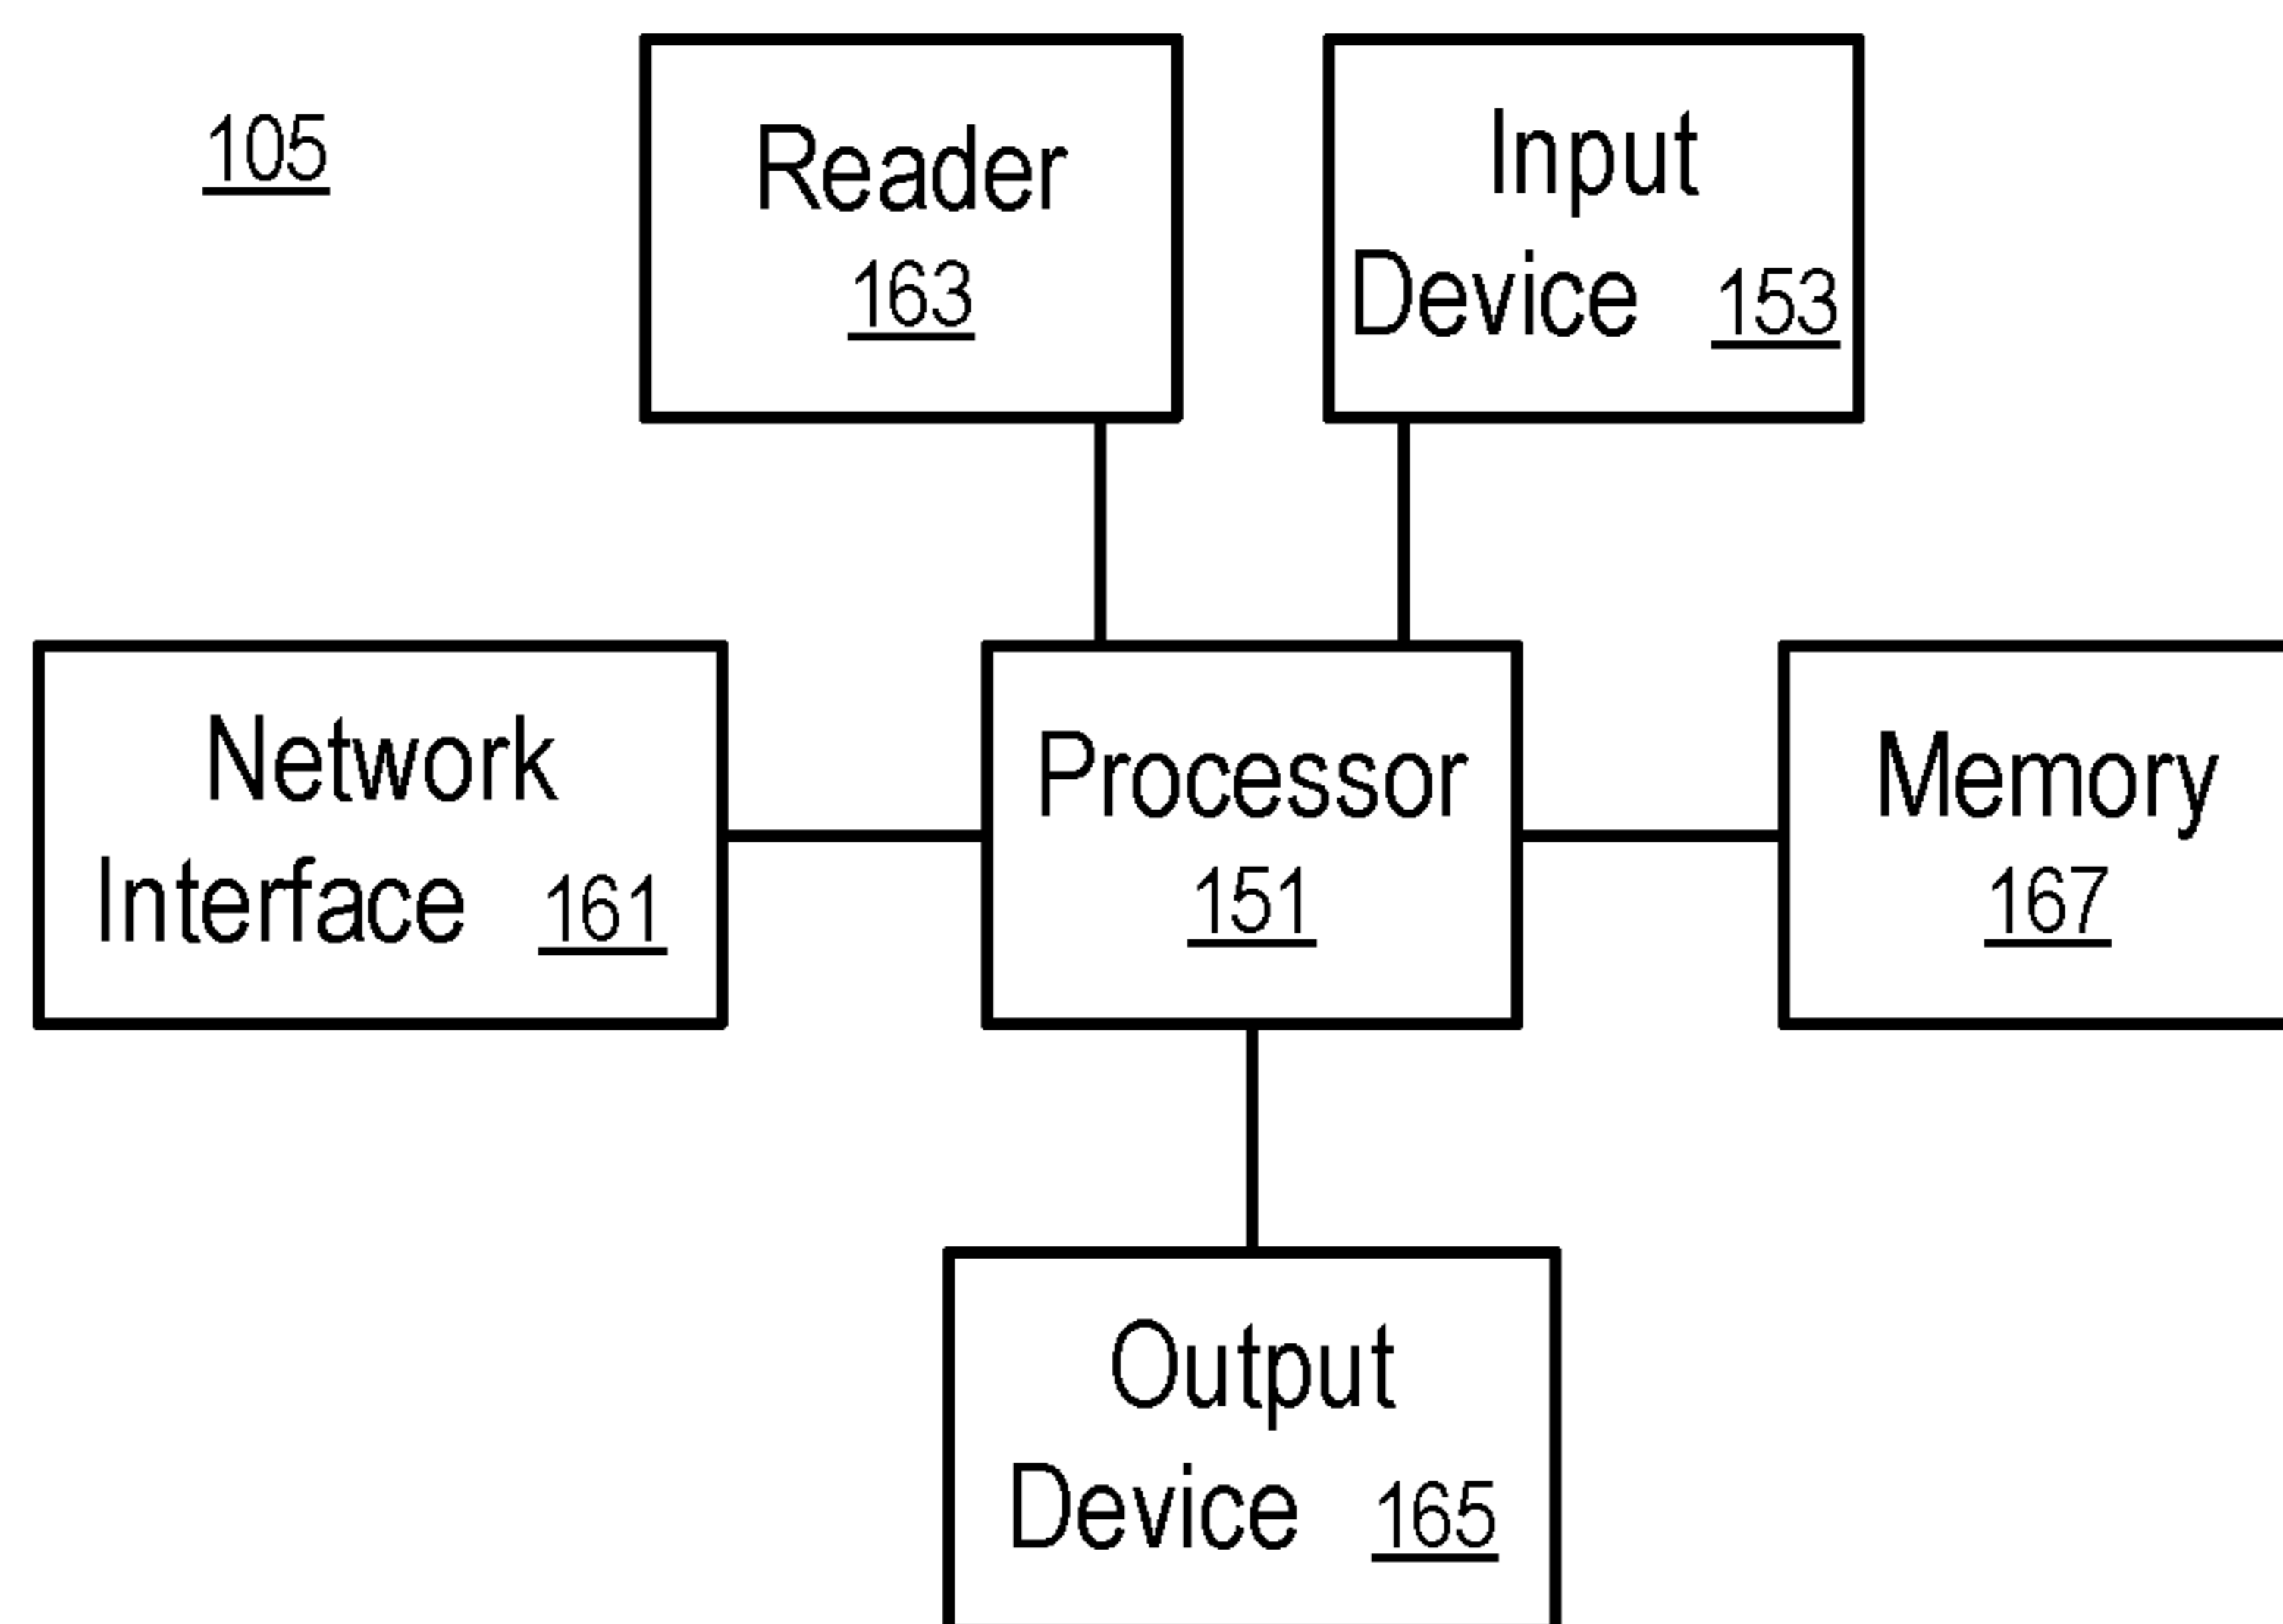 105
Reader
163
Input
Device 153
Network
Interface 161
Processor
151
Memory
167
Output
Device 165